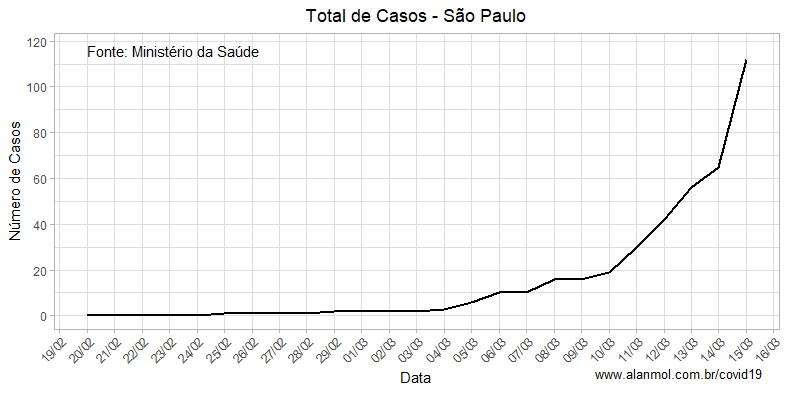 Total de Casos - São Paulo
Fonte: Ministério da Saúde
Número de Casos
120
100
80
60
40
20
0
19/02 20/02 21/02 22/02 23/02 24/02 25/02 26/02 27/02 28/02 29/02 01/03 02/03 03/03 04/03 05/03 06/03 07/03 08/03 09/03 10/03 11/03 12/03 13/03 14/03 15/03 16/03
Data
www.alanmol.com.br/covid19